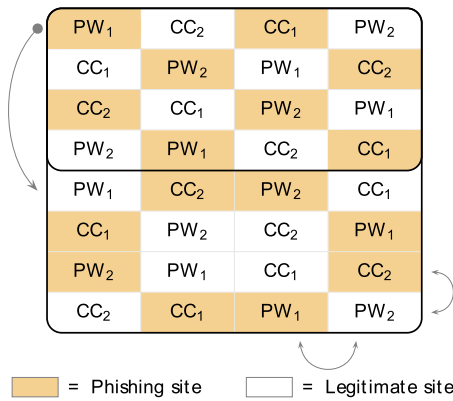 PW₁ CC₂ CC₁ PW₂
CC₁ PW₂ PW₁ CC₂
CC₂ CC₁ PW₂ PW₁
PW₂ PW₁ CC₂ CC₁
PW₁ CC₂ PW₂ CC₁
CC₁ PW₂ CC₂ PW₁
PW₂ PW₁ CC₁ CC₂
CC₂ CC₁ PW₁ PW₂
= Phishing site = Legitimate site